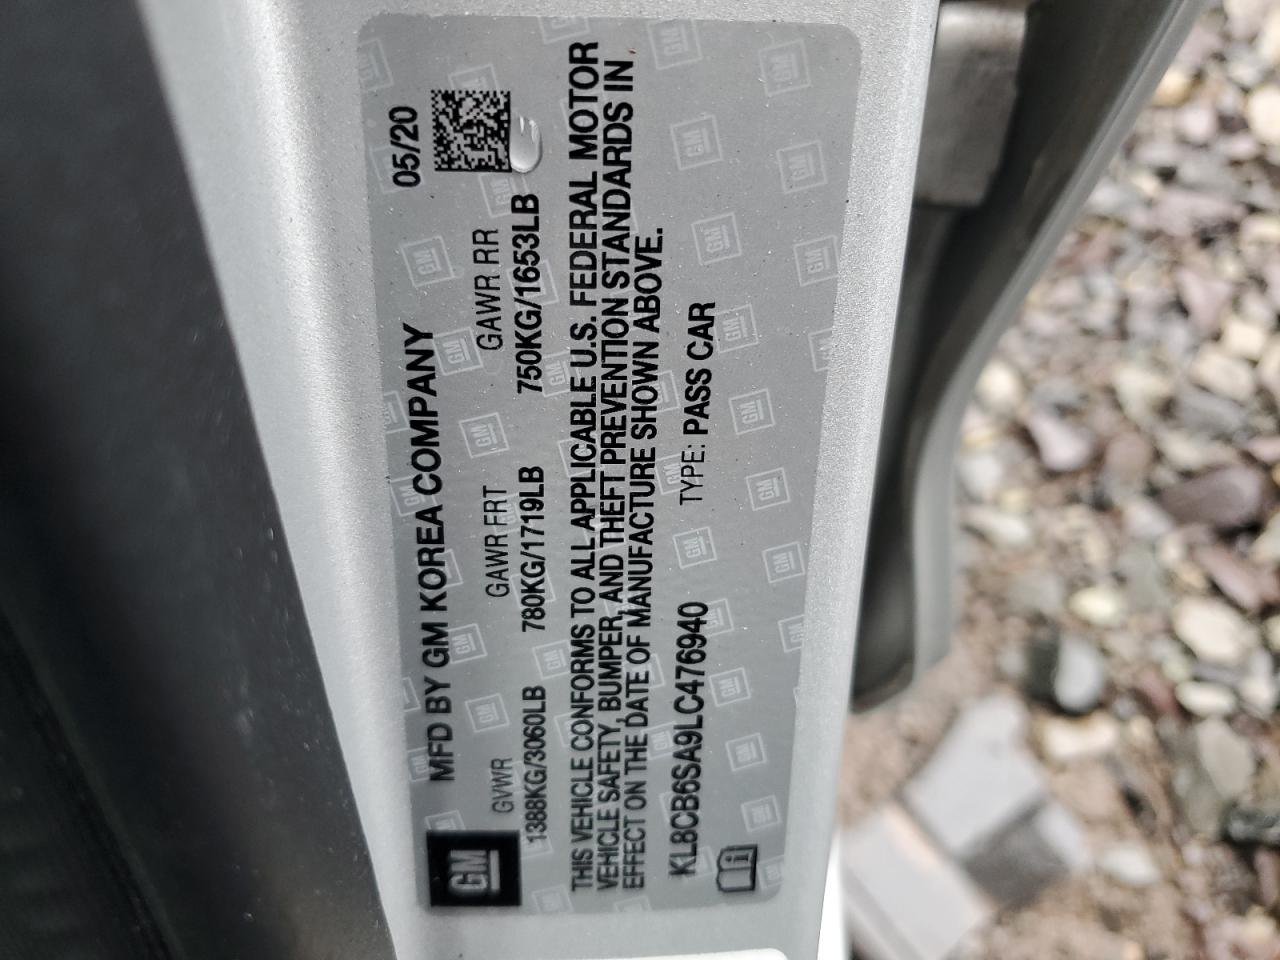 GM
MFD BY GM KOREA COMPANY 05/20
GVWR GAWR FRT GAWR RR
1388KG/3060LB 780KG/1719LB 750KG/1653LB
THIS VEHICLE CONFORMS TO ALL APPLICABLE U.S. FEDERAL MOTOR
VEHICLE SAFETY, BUMPER, AND THEFT PREVENTION STANDARDS IN
EFFECT ON THE DATE OF MANUFACTURE SHOWN ABOVE.
KL8CB6SA9LC476940 TYPE: PASS CAR